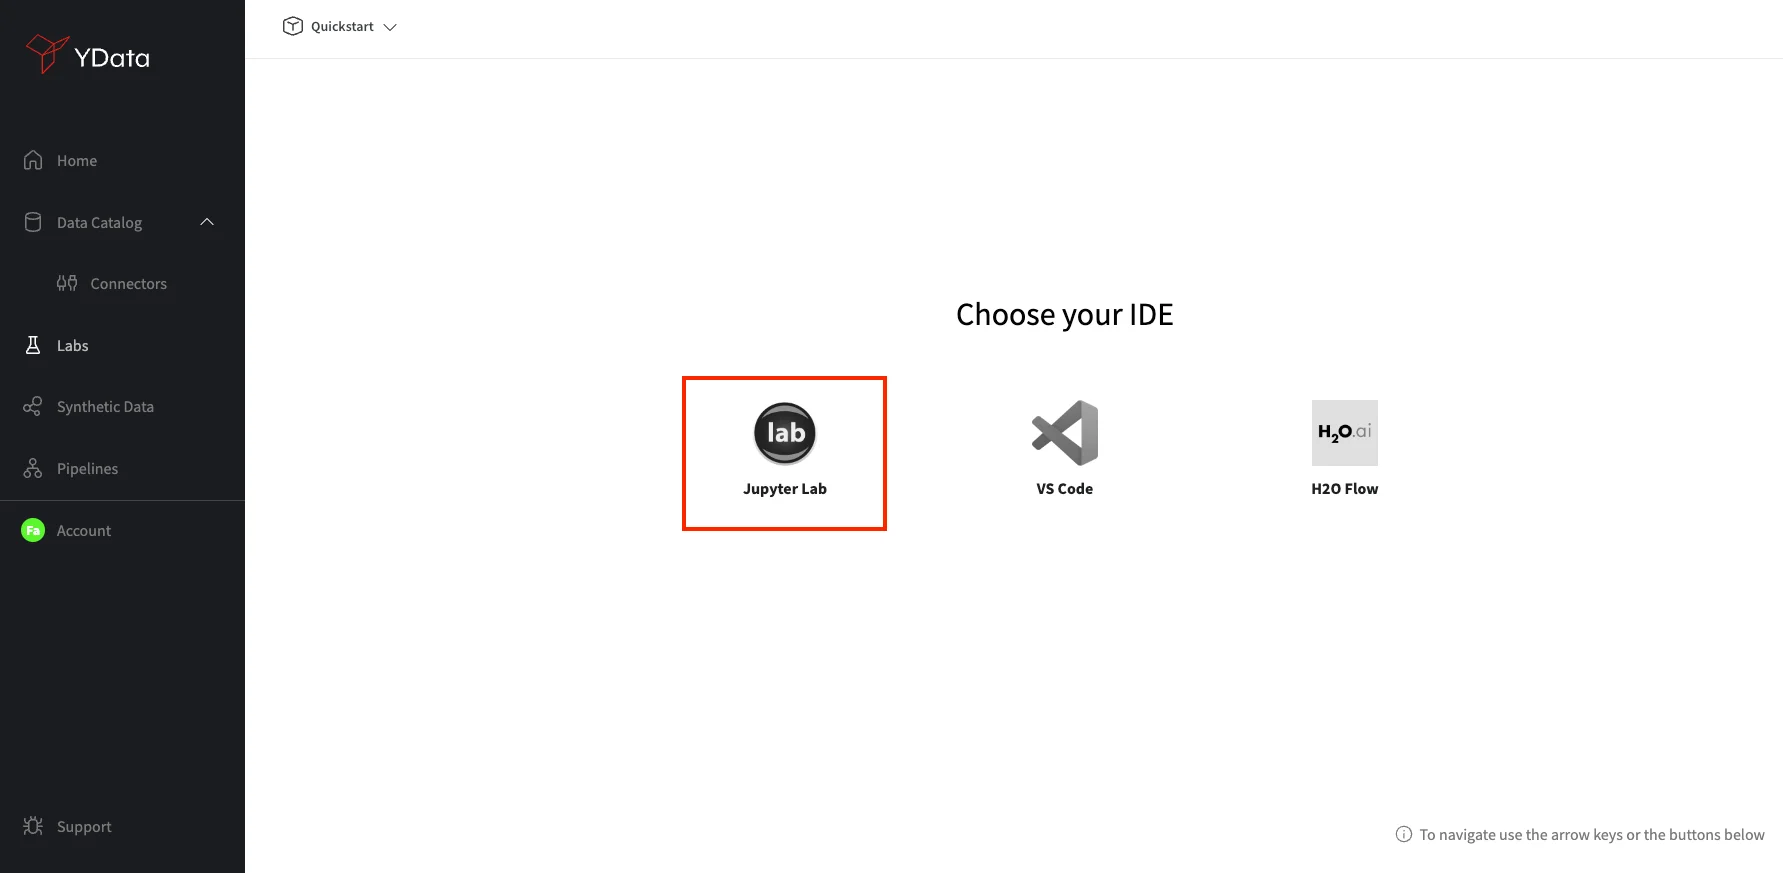 YData
Quickstart
Home
Data Catalog
Connectors
Labs
Synthetic Data
Pipelines
Fa
Account
Support
Choose your IDE
lab
Jupyter Lab
VS Code
H2O.ai
H2O Flow
To navigate use the arrow keys or the buttons below